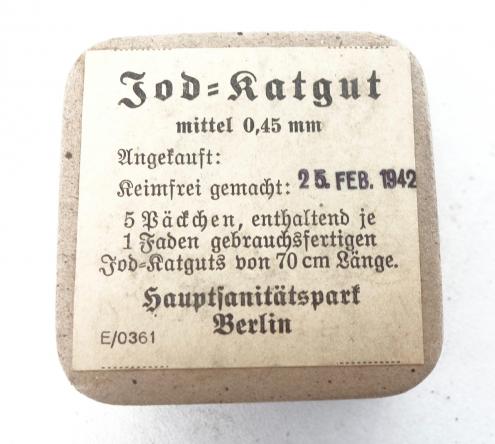 Jod=Katgut
mittel 0,45 mm
Angekauft:
Keimfrei gemacht: 25. FEB. 1942
5 Päckchen, enthaltend je
1 Faden gebrauchsfertigen
Jod=Katguts von 70 cm Länge.
Hauptsanitätspark
Berlin
E/0361